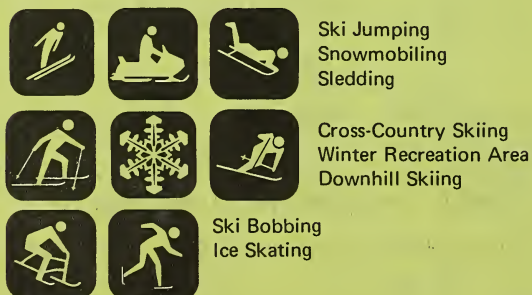 Ski Jumping
Snowmobiling
Sledding
Cross-Country Skiing
Winter Recreation Area
Downhill Skiing
Ski Bobbing
Ice Skating